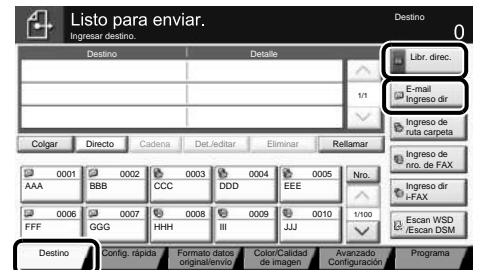 Listo para enviar.
Ingresar destino.
Destino
0
Destino Detalle
1/1
Libr. direc.
E-mail
Ingreso dir
Ingreso de
ruta carpeta
Ingreso de
nro. de FAX
Ingreso dir
i-FAX
Escan WSD
/Escan DSM
Colgar Directo Cadena Det./editar Eliminar Rellamar
0001 0002 0003 0004 0005 Nro.
AAA BBB CCC DDD EEE
0006 0007 0008 0009 0010 1/100
FFF GGG HHH III JJJ
Destino Config. rápida Formato datos Color/Calidad Avanzado Programa
original/envío de imagen Configuración